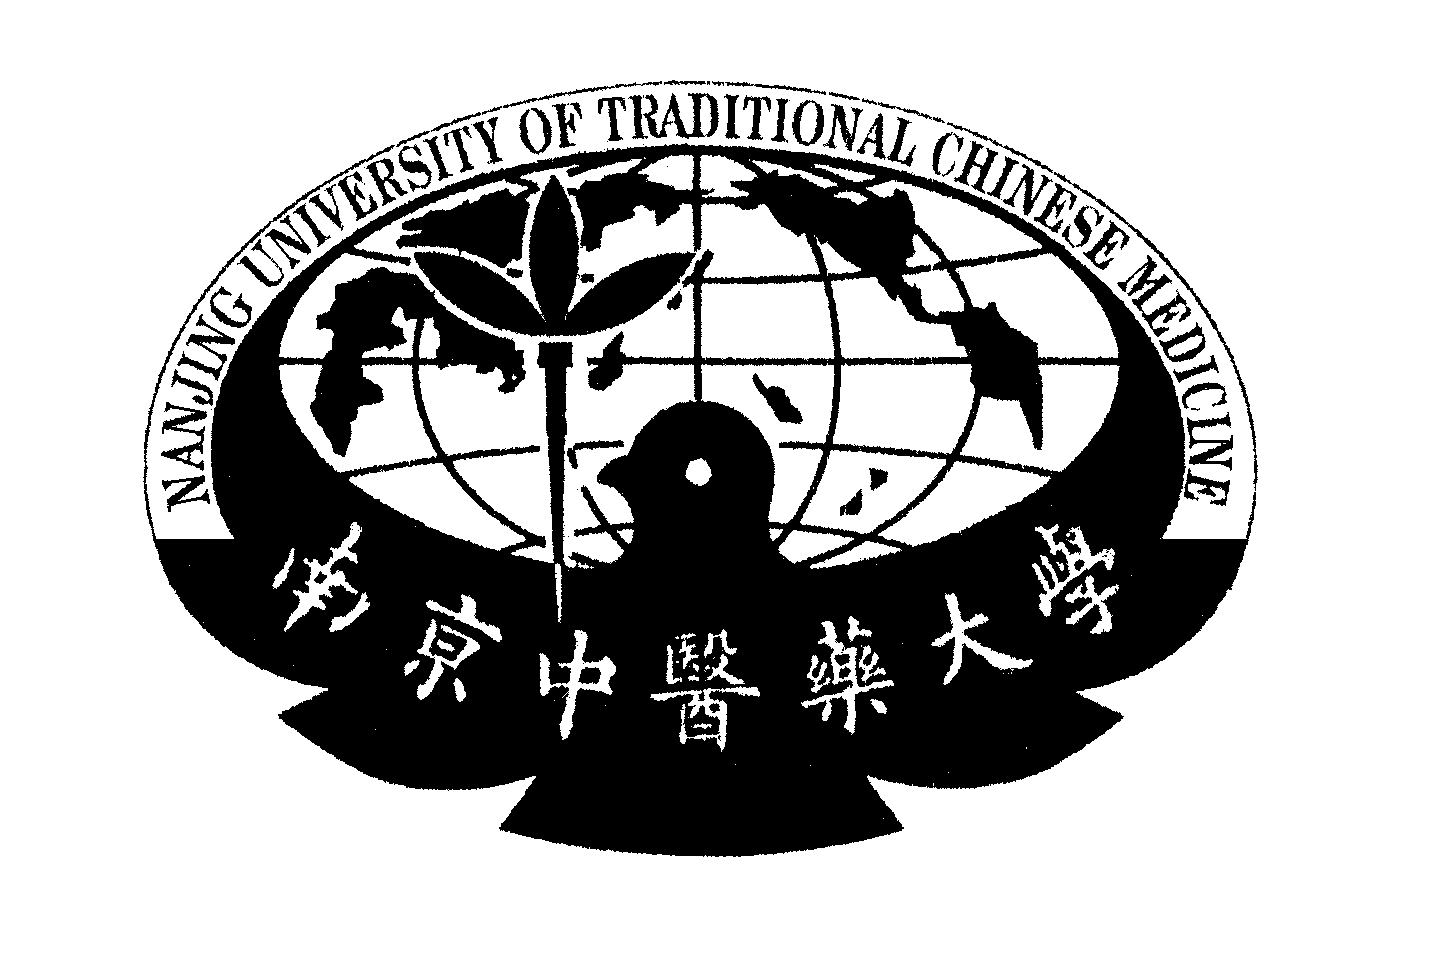 NANJING UNIVERSITY OF TRADITIONAL CHINESE MEDICINE
南京中醫藥大學